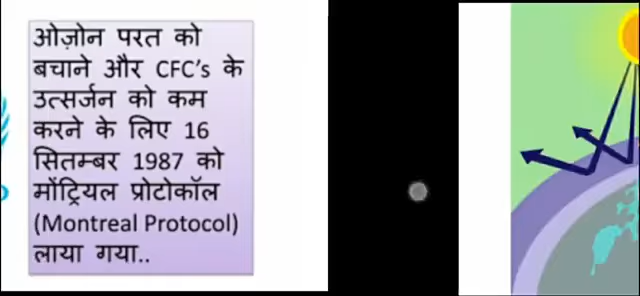 ओज़ोन परत को
बचाने और CFC's के
उत्सर्जन को कम
करने के लिए 16
सितम्बर 1987 को
मोंट्रियल प्रोटोकॉल
(Montreal Protocol)
लाया गया..